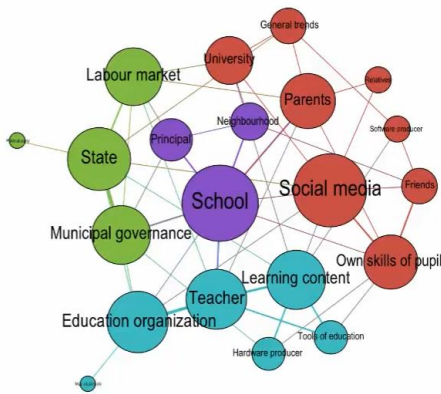 General trends
University
Labour market
Relatives
Parents
Neighbourhood
Software producer
Principal
State
Friends
Social media
School
Municipal governance
Own skills of pupil
Learning content
Teacher
Education organization
Tools of education
Hardware producer